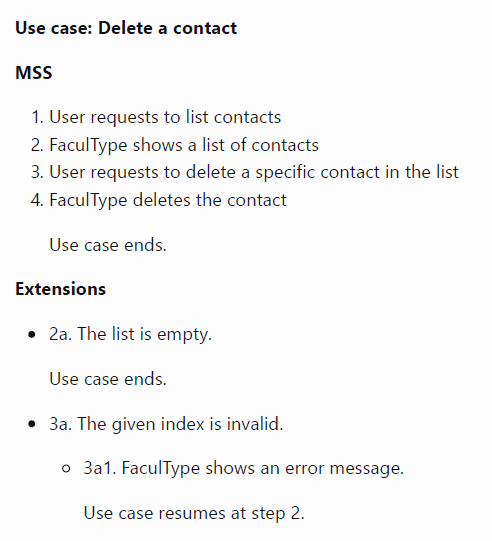 Use case: Delete a contact
MSS
1. User requests to list contacts
2. FaculType shows a list of contacts
3. User requests to delete a specific contact in the list
4. FaculType deletes the contact
Use case ends.
Extensions
• 2a. The list is empty.
Use case ends.
• 3a. The given index is invalid.
◦ 3a1. FaculType shows an error message.
Use case resumes at step 2.